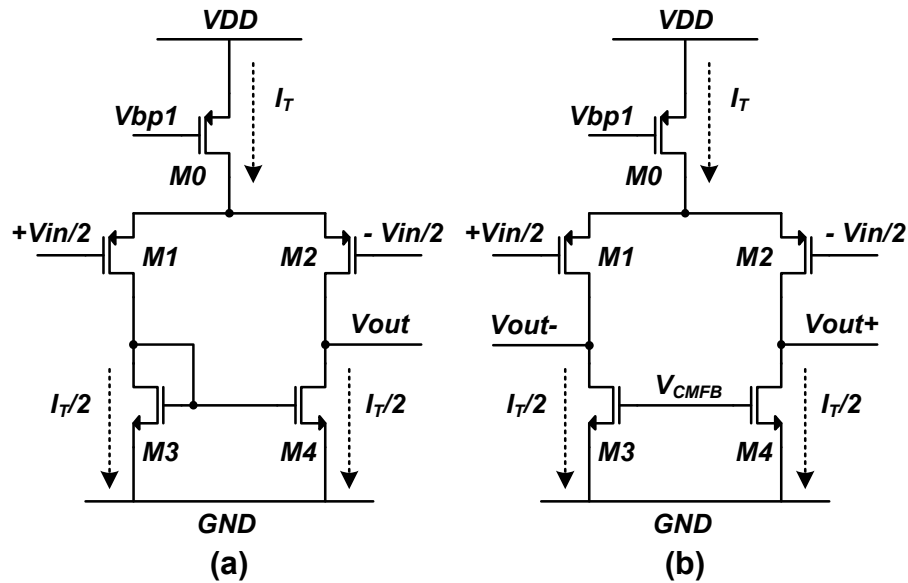 VDD
I_T
Vbp1
M0
+Vin/2
M1
M2
- Vin/2
Vout
I_T/2
I_T/2
M3
M4
GND
(a)
VDD
I_T
Vbp1
M0
+Vin/2
M1
M2
- Vin/2
Vout-
Vout+
V_CMFB
I_T/2
I_T/2
M3
M4
GND
(b)